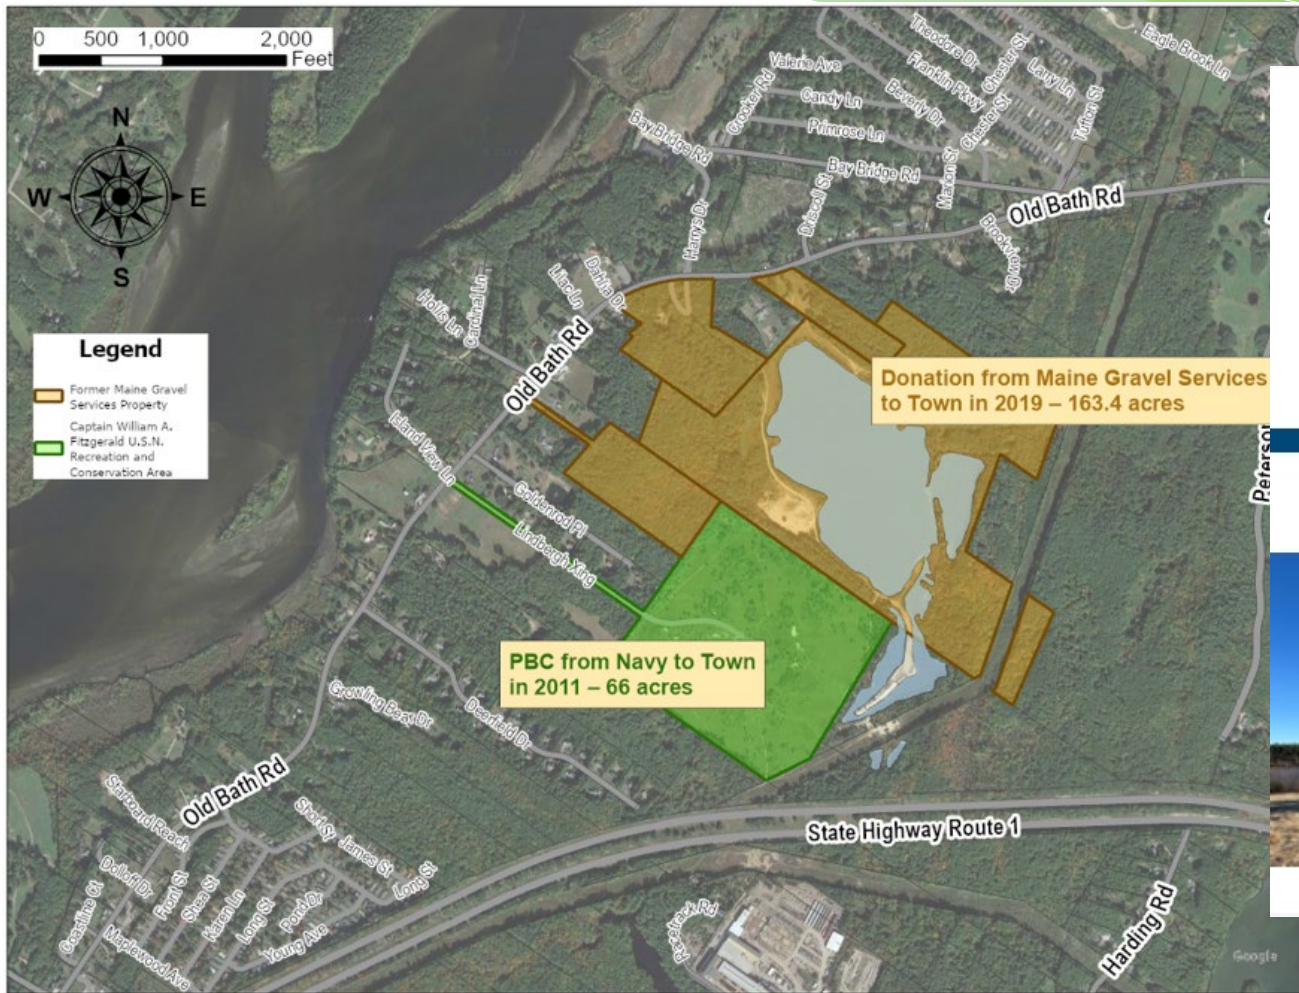 0 500 1,000 2,000
Feet
N
W E
S
Legend
Former Maine Gravel
Services Property
Captain William A.
Fitzgerald U.S.N.
Recreation and
Conservation Area
Theodore Dr
Chester St
Eagle Brook Ln
Franklin Pkwy
Larry Ln
Valerie Ave
Beverly Dr
Chester St
Tufton St
Crocker Rd
Candy Ln
Primrose Ln
Bay Bridge Rd
Bay Bridge Rd
Marion St
Old Bath Rd
Driscoll St
Harrys Dr
Brookview Dr
Dahlia Dr
Lilac Ln
Cardinal Ln
Hollis Ln
Old Bath Rd
Donation from Maine Gravel Services
to Town in 2019 – 163.4 acres
Island View Ln
Goldenrod Pl
Lindbergh Xing
PBC from Navy to Town
in 2011 – 66 acres
Growling Bear Dr
Deerfield Dr
Old Bath Rd
Starboard Reach
Short St
James St
Long St
Dolloff Dr
Front St
Shea St
Karen Ln
Long St
Pond Dr
Young Ave
Coastline Ct
Maplewood Ave
State Highway Route 1
Racetrack Rd
Harding Rd
Google